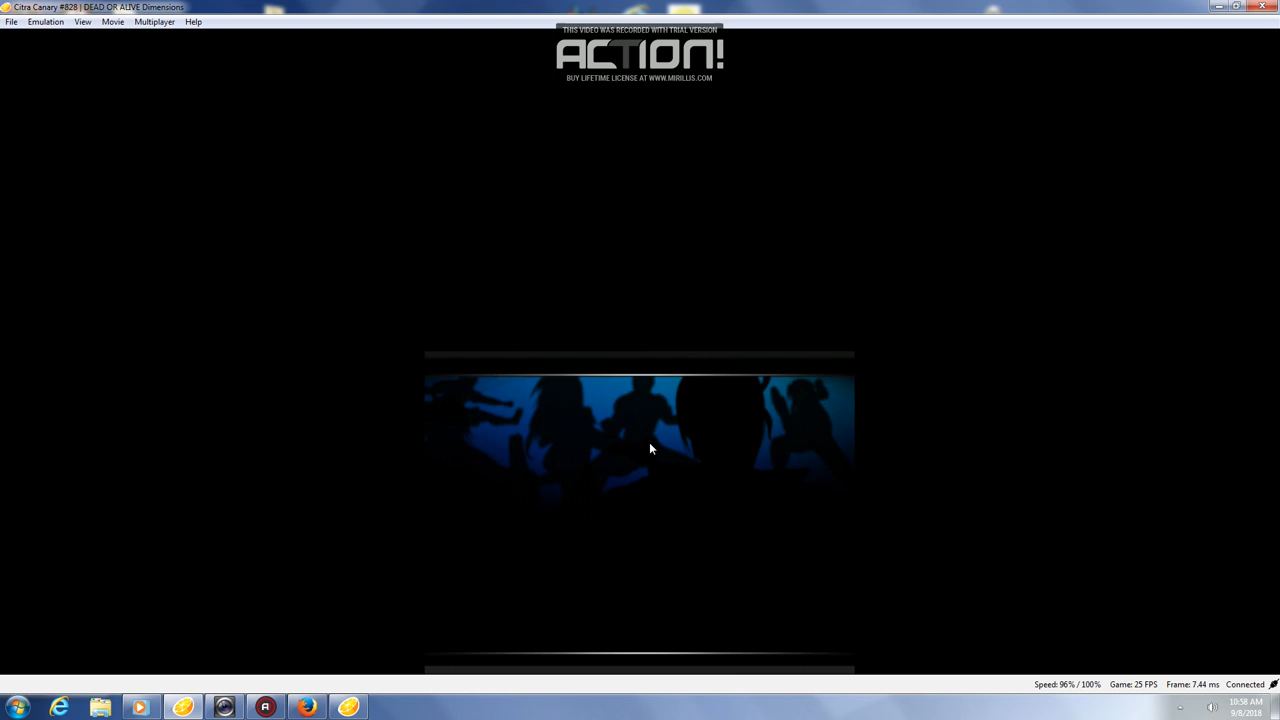 Citra Canary #828 | DEAD OR ALIVE Dimensions
File Emulation View Movie Multiplayer Help
THIS VIDEO WAS RECORDED WITH TRIAL VERSION
ACTION!
BUY LIFETIME LICENSE AT WWW.MIRILLIS.COM
Speed: 96% / 100% Game: 25 FPS Frame: 7.44 ms Connected
10:58 AM
9/8/2018